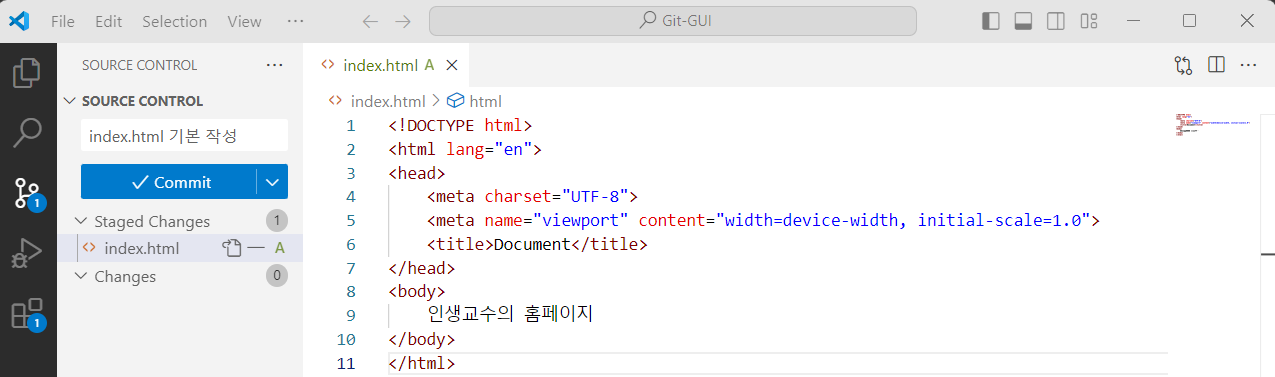 File Edit Selection View ··· Git-GUI
SOURCE CONTROL ···
index.html A
SOURCE CONTROL
index.html 기본 작성
Commit
Staged Changes 1
index.html A
Changes 0
1
1
index.html > html
1 <!DOCTYPE html>
2 <html lang="en">
3 <head>
4 <meta charset="UTF-8">
5 <meta name="viewport" content="width=device-width, initial-scale=1.0">
6 <title>Document</title>
7 </head>
8 <body>
9 인생교수의 홈페이지
10 </body>
11 </html>